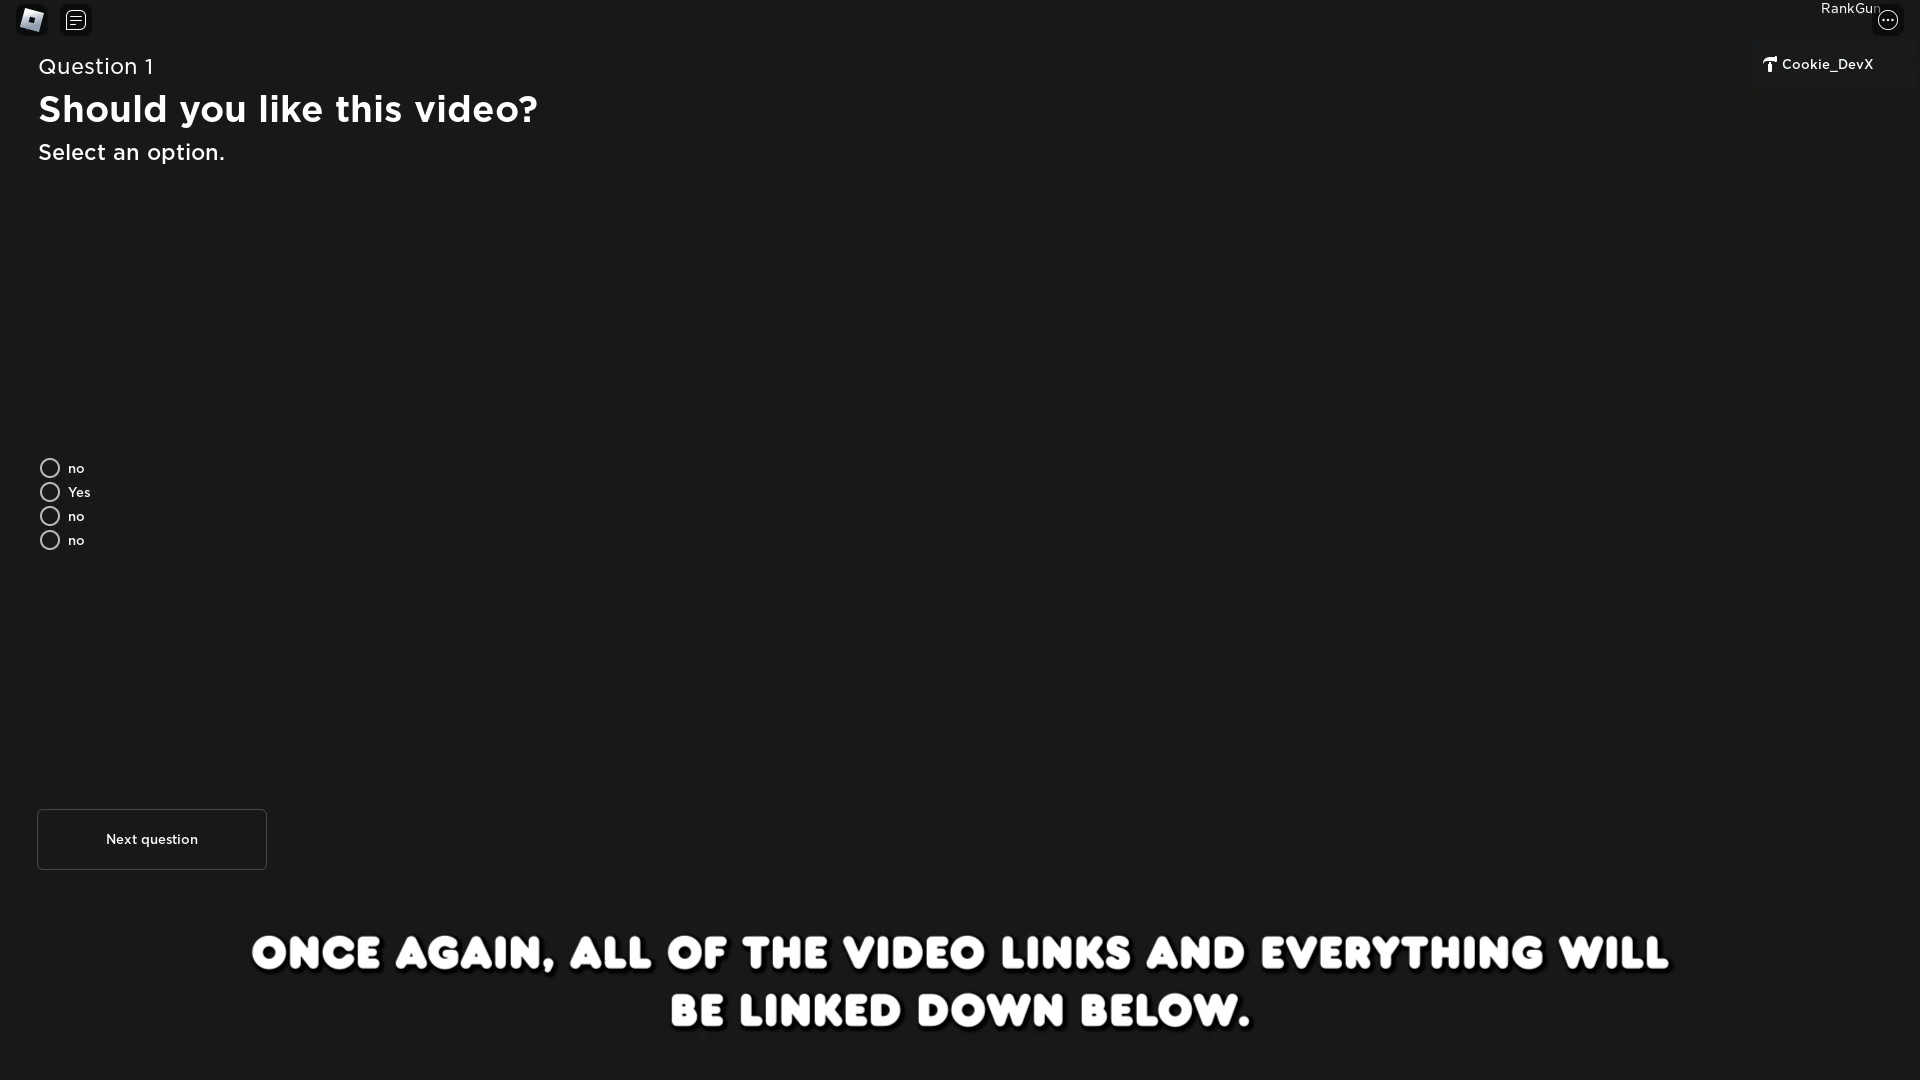 RankGun
Cookie_DevX
Question 1
Should you like this video?
Select an option.
no
Yes
no
no
Next question
ONCE AGAIN, ALL OF THE VIDEO LINKS AND EVERYTHING WILL
BE LINKED DOWN BELOW.